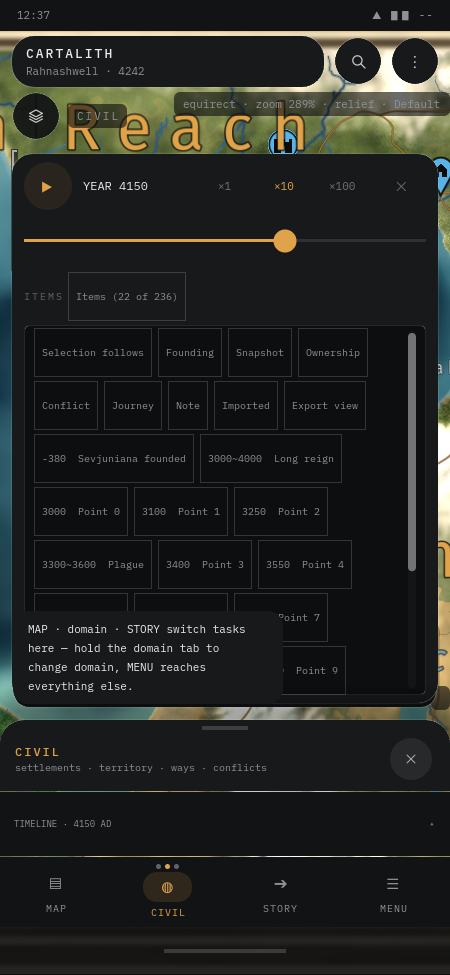 12:37
CARTALITH
Rahnashwell · 4242
CIVIL
equirect · zoom 289% · relief · Default
Reach
YEAR 4150
×1
×10
×100
ITEMS
Items (22 of 236)
Selection follows
Founding
Snapshot
Ownership
Conflict
Journey
Note
Imported
Export view
-380 Sevjuniana founded
3000~4000 Long reign
3000 Point 0
3100 Point 1
3250 Point 2
3300~3600 Plague
3400 Point 3
3550 Point 4
Point 7
Point 9
MAP · domain · STORY switch tasks
here — hold the domain tab to
change domain, MENU reaches
everything else.
CIVIL
settlements · territory · ways · conflicts
TIMELINE · 4150 AD
MAP
CIVIL
STORY
MENU